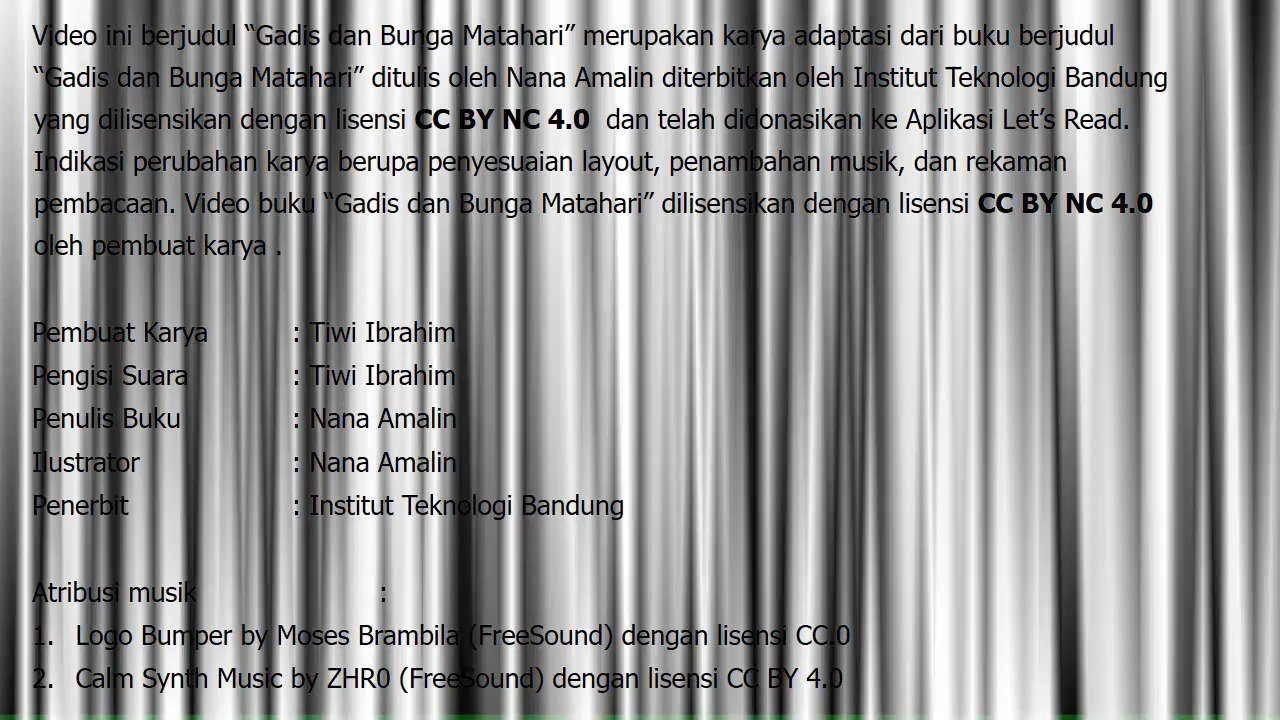 Video ini berjudul “Gadis dan Bunga Matahari” merupakan karya adaptasi dari buku berjudul
“Gadis dan Bunga Matahari” ditulis oleh Nana Amalin diterbitkan oleh Institut Teknologi Bandung
yang dilisensikan dengan lisensi CC BY NC 4.0 dan telah didonasikan ke Aplikasi Let’s Read.
Indikasi perubahan karya berupa penyesuaian layout, penambahan musik, dan rekaman
pembacaan. Video buku “Gadis dan Bunga Matahari” dilisensikan dengan lisensi CC BY NC 4.0
oleh pembuat karya .
Pembuat Karya : Tiwi Ibrahim
Pengisi Suara : Tiwi Ibrahim
Penulis Buku : Nana Amalin
Ilustrator : Nana Amalin
Penerbit : Institut Teknologi Bandung
Atribusi musik :
1. Logo Bumper by Moses Brambila (FreeSound) dengan lisensi CC.0
2. Calm Synth Music by ZHR0 (FreeSound) dengan lisensi CC BY 4.0